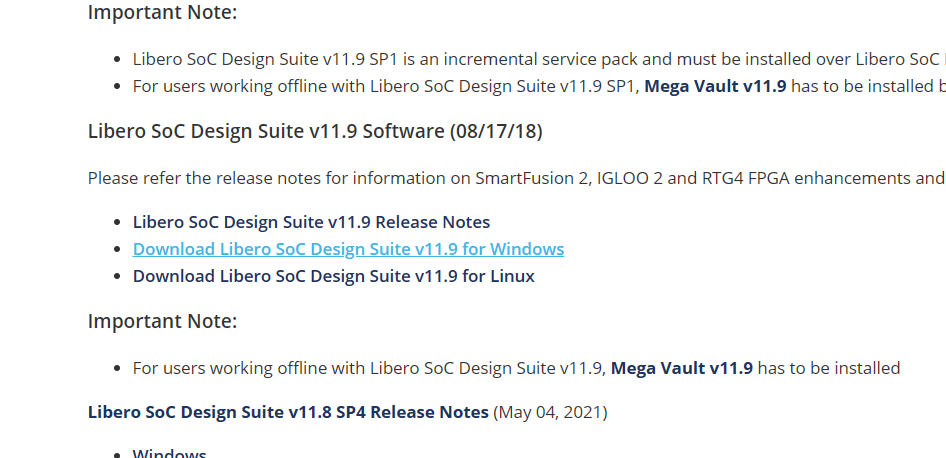 Important Note:
Libero SoC Design Suite v11.9 SP1 is an incremental service pack and must be installed over Libero SoC
For users working offline with Libero SoC Design Suite v11.9 SP1, Mega Vault v11.9 has to be installed
Libero SoC Design Suite v11.9 Software (08/17/18)
Please refer the release notes for information on SmartFusion 2, IGLOO 2 and RTG4 FPGA enhancements and
Libero SoC Design Suite v11.9 Release Notes
Download Libero SoC Design Suite v11.9 for Windows
Download Libero SoC Design Suite v11.9 for Linux
Important Note:
For users working offline with Libero SoC Design Suite v11.9, Mega Vault v11.9 has to be installed
Libero SoC Design Suite v11.8 SP4 Release Notes (May 04, 2021)
Windows